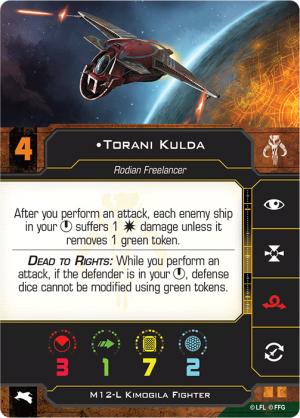 4
•Torani Kulda
Rodian Freelancer
After you perform an attack, each enemy ship
in your suffers 1 damage unless it
removes 1 green token.
Dead to Rights: While you perform an
attack, if the defender is in your , defense
dice cannot be modified using green tokens.
3 1 7 2
M12-L Kimogila Fighter
©LFL ©FFG